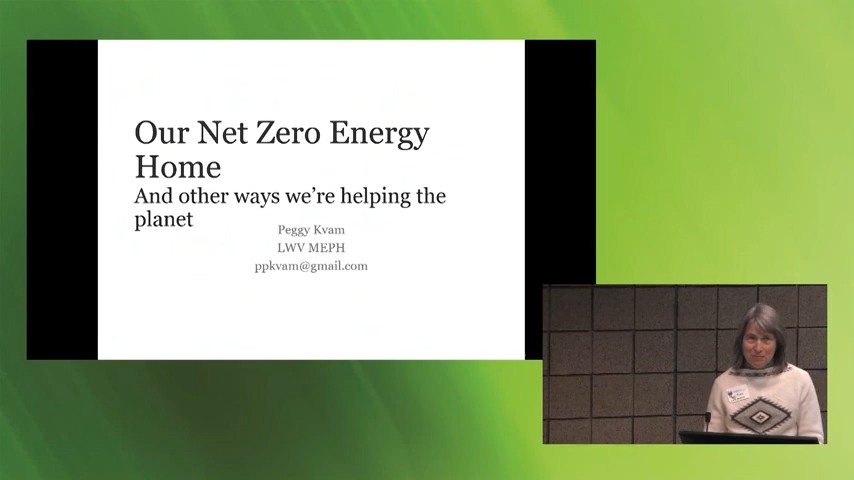 Our Net Zero Energy
Home
And other ways we're helping the
planet
Peggy Kvam
LWV MEPH
ppkvam@gmail.com